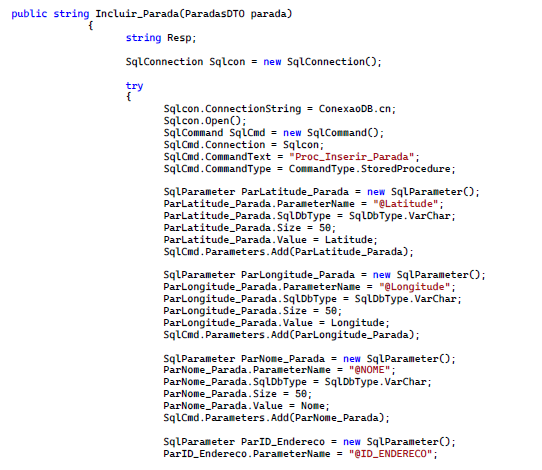 public string Incluir_Parada(ParadasDTO parada)
{
string Resp;
SqlConnection Sqlcon = new SqlConnection();
try
{
Sqlcon.ConnectionString = ConexaoDB.cn;
Sqlcon.Open();
SqlCommand SqlCmd = new SqlCommand();
SqlCmd.Connection = Sqlcon;
SqlCmd.CommandText = "Proc_Inserir_Parada";
SqlCmd.CommandType = CommandType.StoredProcedure;
SqlParameter ParLatitude_Parada = new SqlParameter();
ParLatitude_Parada.ParameterName = "@Latitude";
ParLatitude_Parada.SqlDbType = SqlDbType.VarChar;
ParLatitude_Parada.Size = 50;
ParLatitude_Parada.Value = Latitude;
SqlCmd.Parameters.Add(ParLatitude_Parada);
SqlParameter ParLongitude_Parada = new SqlParameter();
ParLongitude_Parada.ParameterName = "@Longitude";
ParLongitude_Parada.SqlDbType = SqlDbType.VarChar;
ParLongitude_Parada.Size = 50;
ParLongitude_Parada.Value = Longitude;
SqlCmd.Parameters.Add(ParLongitude_Parada);
SqlParameter ParNome_Parada = new SqlParameter();
ParNome_Parada.ParameterName = "@NOME";
ParNome_Parada.SqlDbType = SqlDbType.VarChar;
ParNome_Parada.Size = 50;
ParNome_Parada.Value = Nome;
SqlCmd.Parameters.Add(ParNome_Parada);
SqlParameter ParID_Endereco = new SqlParameter();
ParID_Endereco.ParameterName = "@ID_ENDERECO";